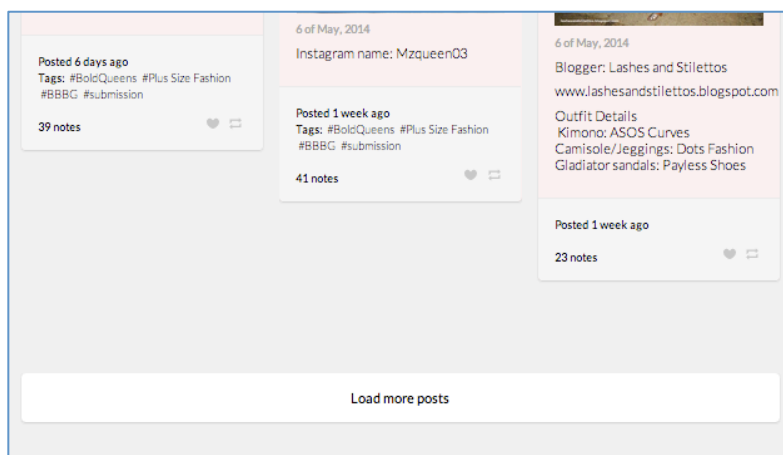 Posted 6 days ago
Tags: #BoldQueens #Plus Size Fashion
#BBBG #submission
39 notes
6 of May, 2014
Instagram name: Mzqueen03
Posted 1 week ago
Tags: #BoldQueens #Plus Size Fashion
#BBBG #submission
41 notes
6 of May, 2014
Blogger: Lashes and Stilettos
www.lashesandstilettos.blogspot.com
Outfit Details
Kimono: ASOS Curves
Camisole/Jeggings: Dots Fashion
Gladiator sandals: Payless Shoes
Posted 1 week ago
23 notes
Load more posts